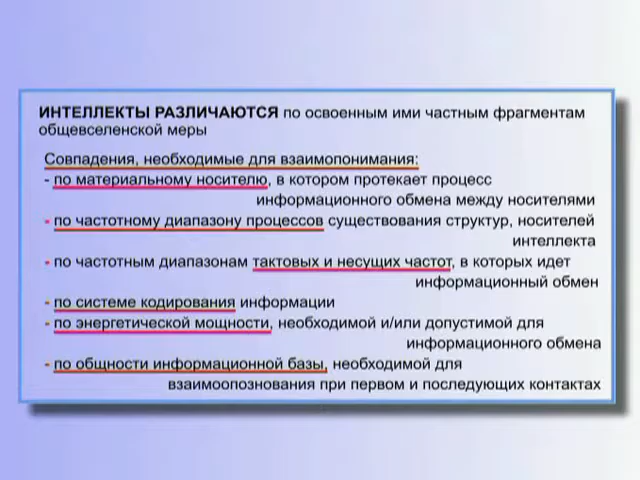 ИНТЕЛЛЕКТЫ РАЗЛИЧАЮТСЯ по освоенным ими частным фрагментам
общевселенской меры
Совпадения, необходимые для взаимопонимания:
- по материальному носителю, в котором протекает процесс
информационного обмена между носителями
- по частотному диапазону процессов существования структур, носителей
интеллекта
- по частотным диапазонам тактовых и несущих частот, в которых идет
информационный обмен
- по системе кодирования информации
- по энергетической мощности, необходимой и/или допустимой для
информационного обмена
- по общности информационной базы, необходимой для
взаимоопознования при первом и последующих контактах